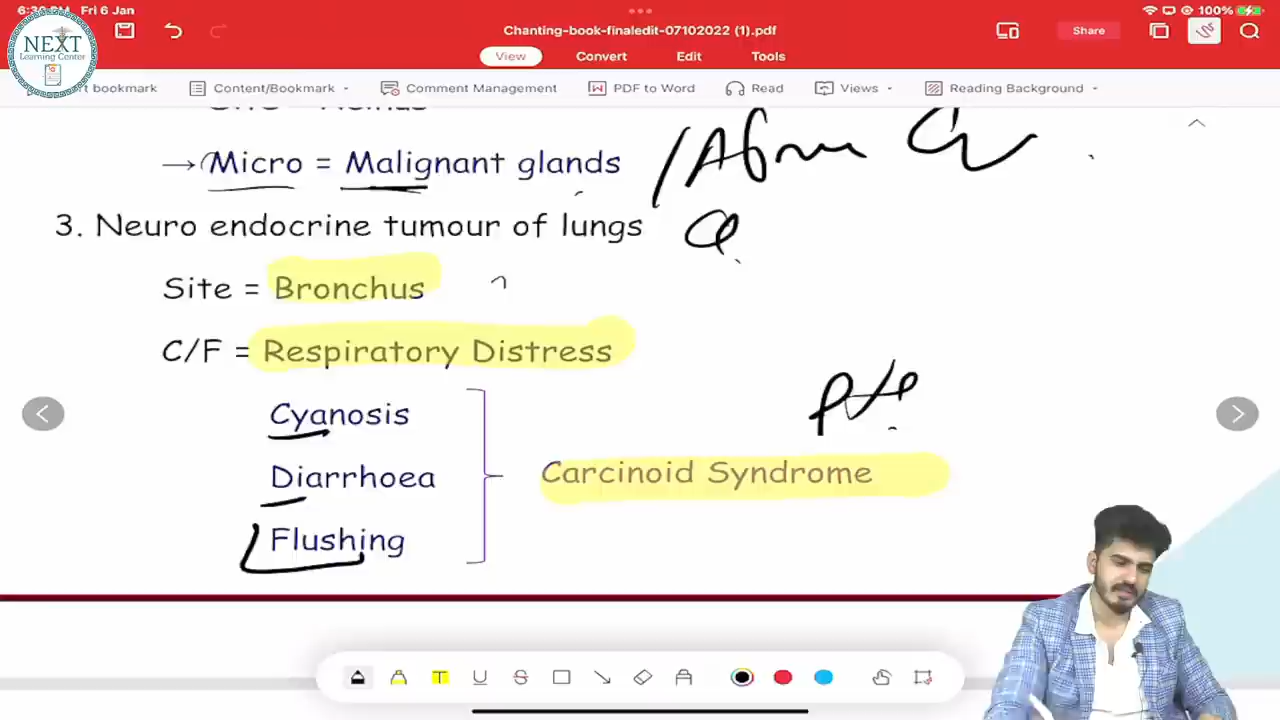 6:36 PM Fri 6 Jan
100%
NEXT
Learning Center
Chanting-book-finaledit-07102022 (1).pdf
Share
View Convert Edit Tools
bookmark Content/Bookmark Comment Management PDF to Word Read Views Reading Background
→ Micro = Malignant glands
3. Neuro endocrine tumour of lungs
Site = Bronchus
C/F = Respiratory Distress
Cyanosis
Diarrhoea
Carcinoid Syndrome
Flushing
T U S